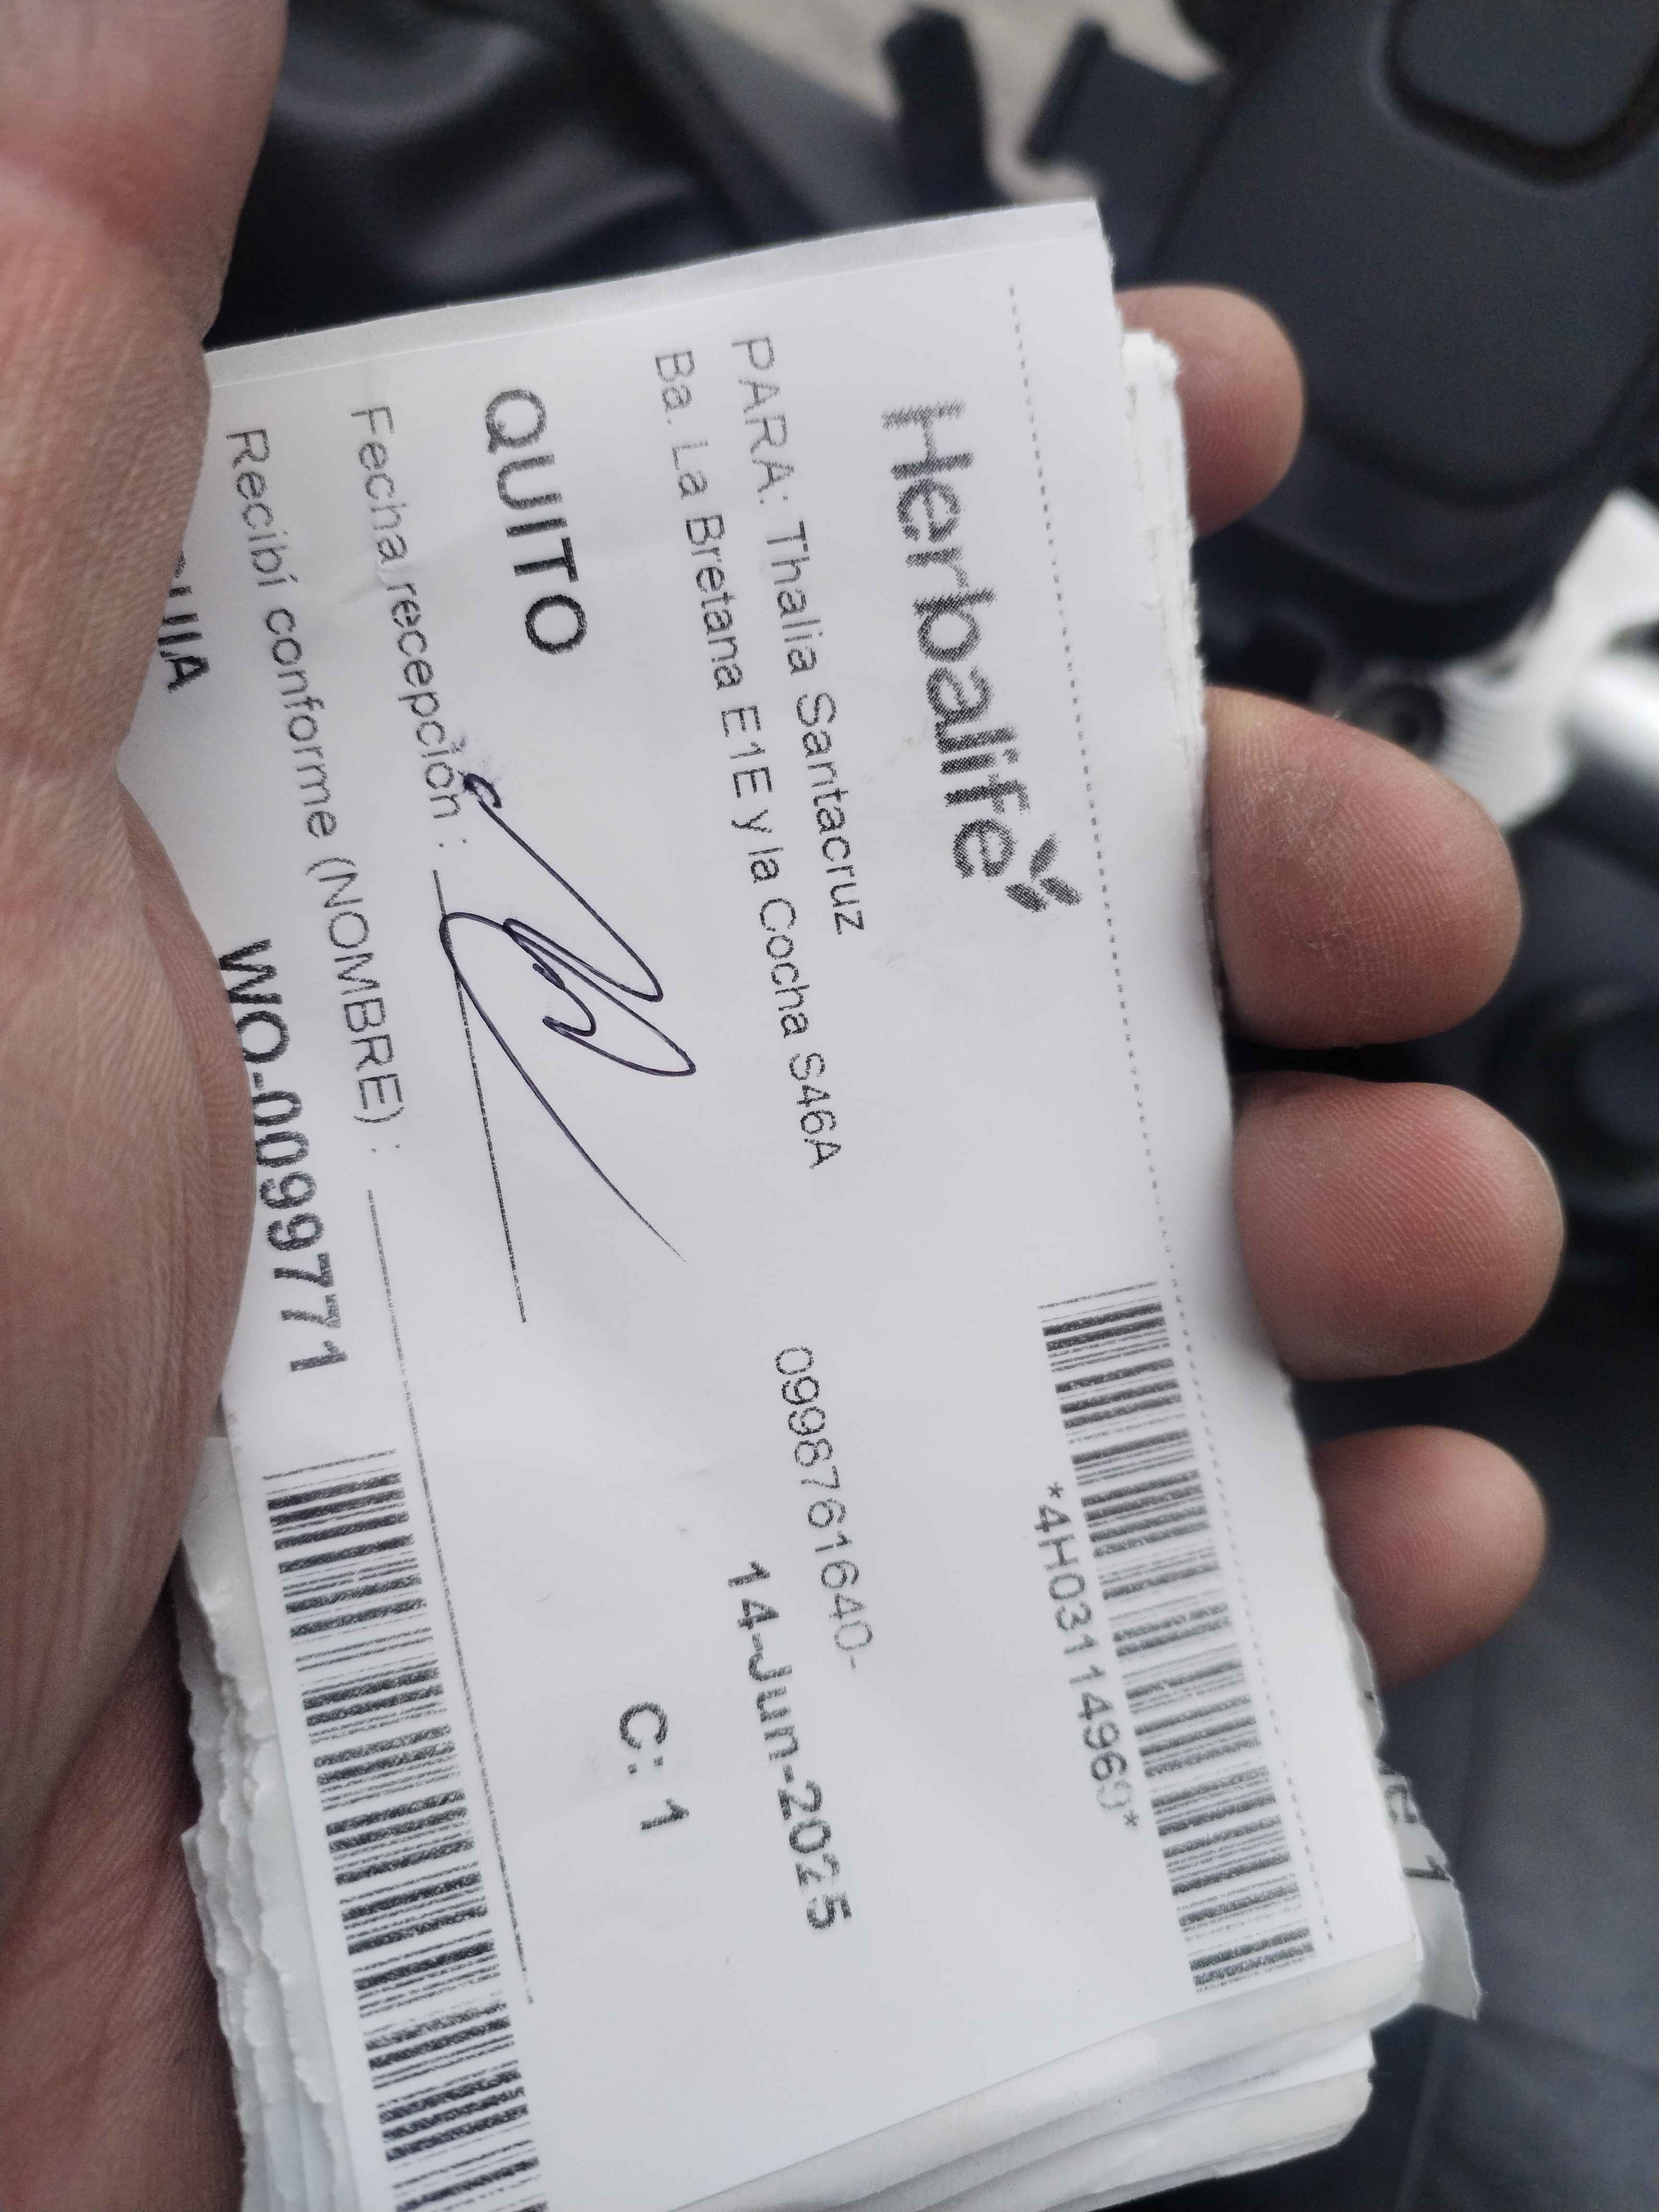 Herbalife
*4H03114969*
PARA: Thalia Santacruz
0998761640-
Ba. La Bretana E1E y la Cocha S46A
14-Jun-2025
QUITO
C: 1
Fecha recepción :
Recibí conforme (NOMBRE) :
WO-0099771